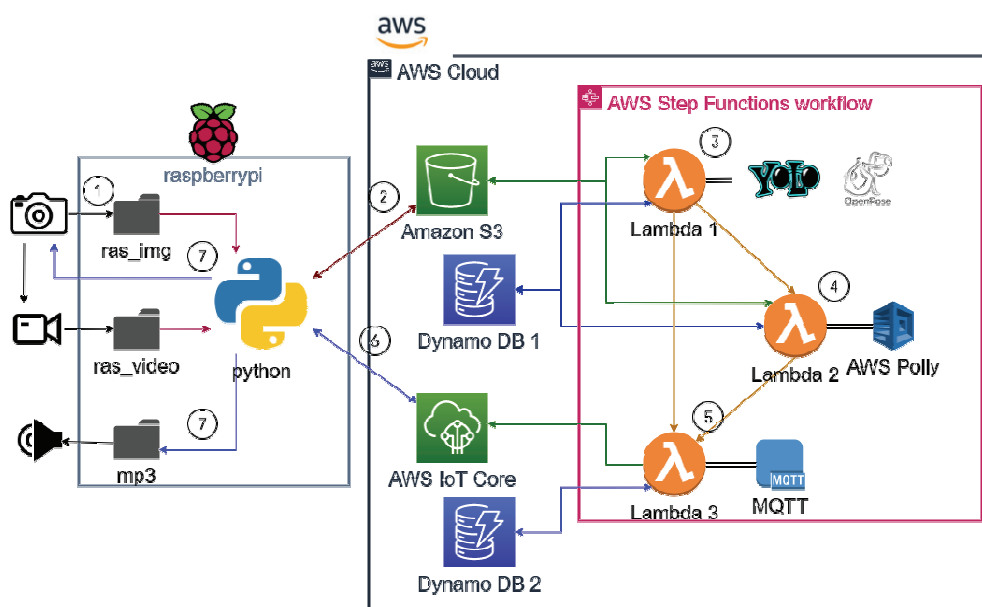 aws
aws
AWS Cloud
AWS Step Functions workflow
raspberrypi
1
2
3
YOLO
OpenPose
ras_img
Amazon S3
Lambda 1
7
4
ras_video
python
Dynamo DB 1
6
Lambda 2
AWS Polly
7
5
mp3
AWS IoT Core
Lambda 3
MQTT
MQTT
Dynamo DB 2